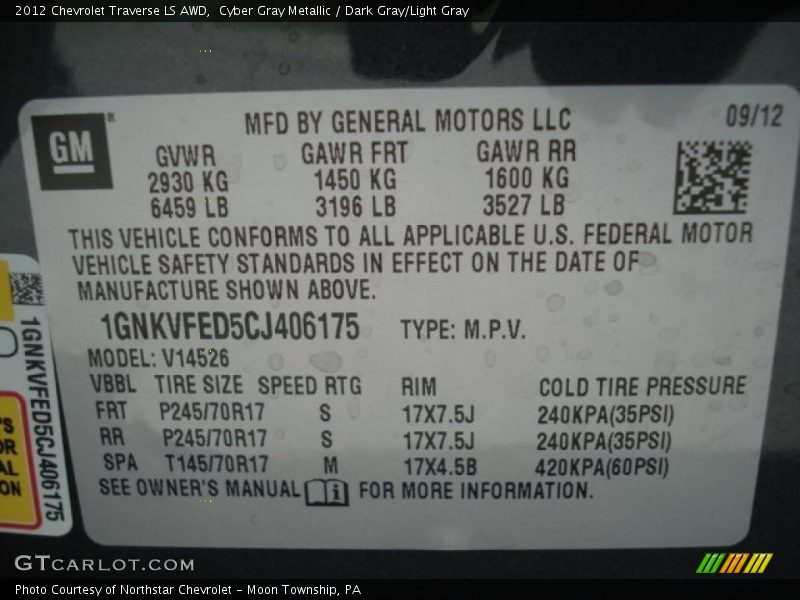 2012 Chevrolet Traverse LS AWD,  Cyber Gray Metallic / Dark Gray/Light Gray
GM®
MFD BY GENERAL MOTORS LLC
09/12
GVWR GAWR FRT GAWR RR
2930 KG 1450 KG 1600 KG
6459 LB 3196 LB 3527 LB
THIS VEHICLE CONFORMS TO ALL APPLICABLE U.S. FEDERAL MOTOR
VEHICLE SAFETY STANDARDS IN EFFECT ON THE DATE OF
MANUFACTURE SHOWN ABOVE.
1GNKVFED5CJ406175 TYPE: M.P.V.
MODEL: V14526
VBBL TIRE SIZE SPEED RTG RIM COLD TIRE PRESSURE
FRT P245/70R17 S 17X7.5J 240KPA(35PSI)
RR P245/70R17 S 17X7.5J 240KPA(35PSI)
SPA T145/70R17 M 17X4.5B 420KPA(60PSI)
SEE OWNER'S MANUAL i FOR MORE INFORMATION.
1GNKVFED5CJ406175
'S
OR
AL
ON
GTCARLOT.COM
Photo Courtesy of Northstar Chevrolet - Moon Township, PA